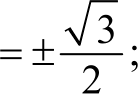 = ± √3 / 2 ;